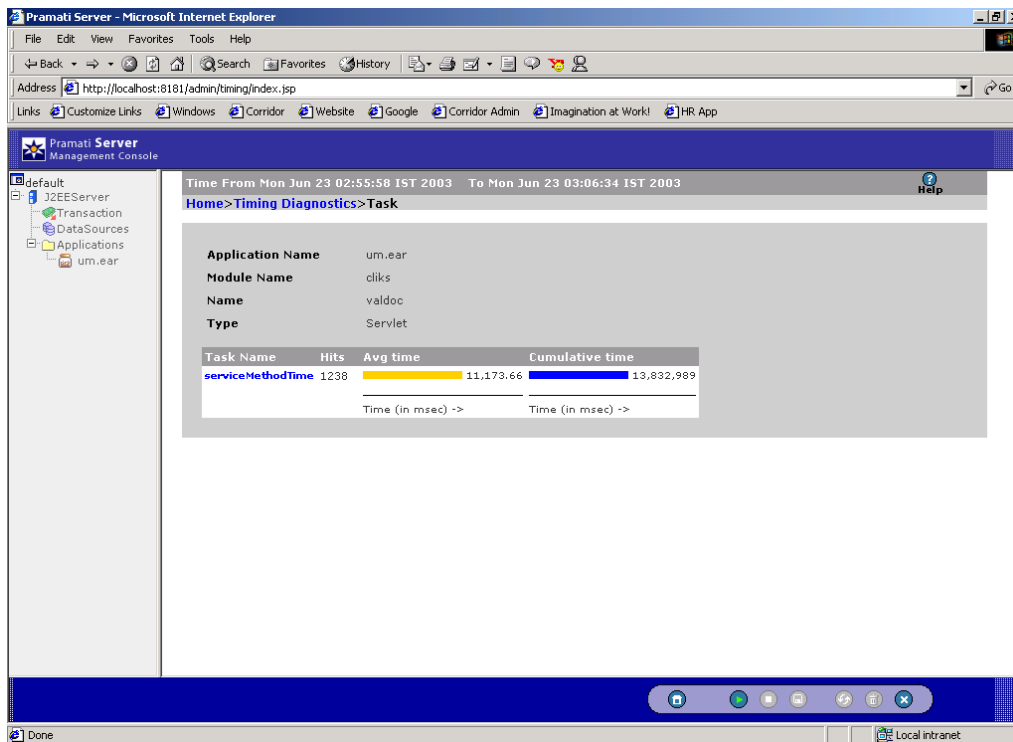 Pramati Server - Microsoft Internet Explorer
File Edit View Favorites Tools Help
Back Search Favorites History
Address http://localhost:8181/admin/timing/index.jsp Go
Links Customize Links Windows Corridor Website Google Corridor Admin Imagination at Work! HR App
Pramati Server
Management Console
default
J2EEServer
Transaction
DataSources
Applications
um.ear
Time From Mon Jun 23 02:55:58 IST 2003 To Mon Jun 23 03:06:34 IST 2003
Help
Home>Timing Diagnostics>Task
Application Name um.ear
Module Name cliks
Name valdoc
Type Servlet
Task Name Hits Avg time Cumulative time
serviceMethodTime 1238 11,173.66 13,832,989
Time (in msec) -> Time (in msec) ->
Done Local intranet